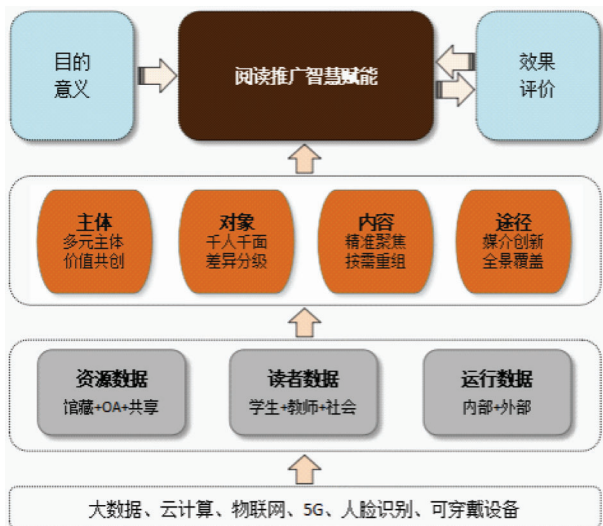 目的
意义
阅读推广智慧赋能
效果
评价
主体
多元主体
价值共创
对象
千人千面
差异分级
内容
精准聚焦
按需重组
途径
媒介创新
全景覆盖
资源数据
馆藏+OA+共享
读者数据
学生+教师+社会
运行数据
内部+外部
大数据、云计算、物联网、5G、人脸识别、可穿戴设备